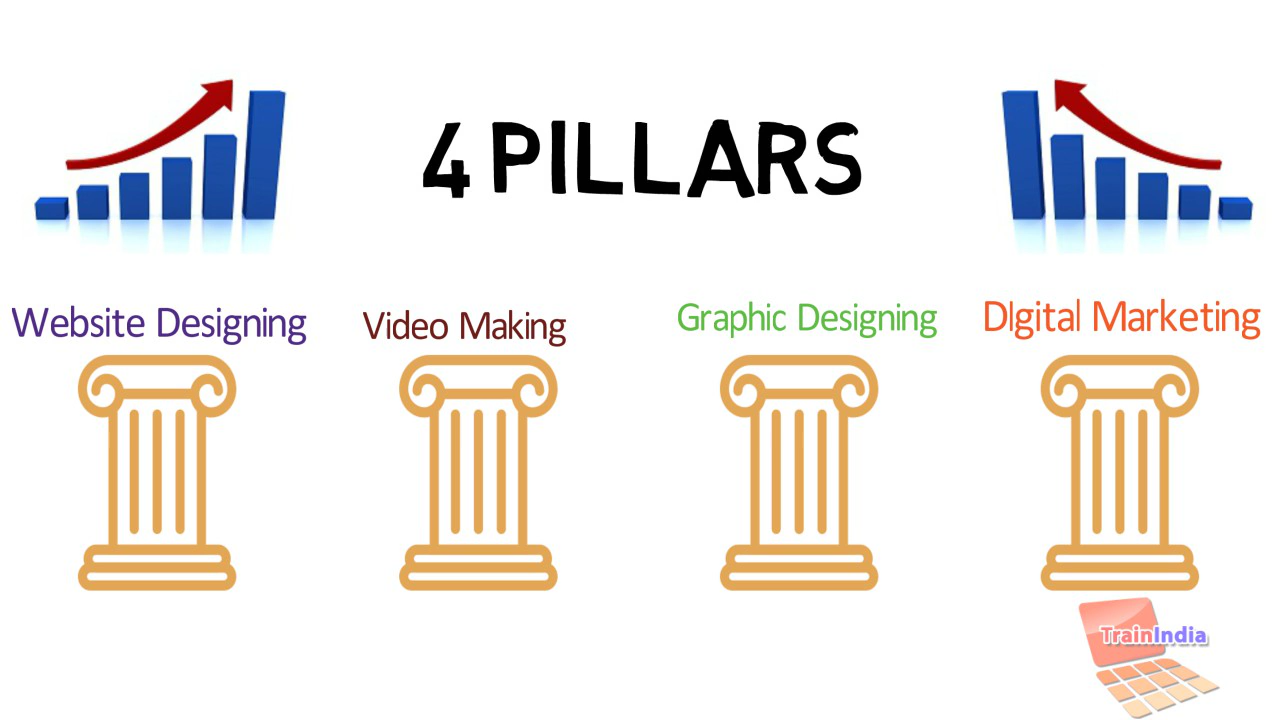 4 PILLARS
Website Designing
Video Making
Graphic Designing
DIgital Marketing
TrainIndia